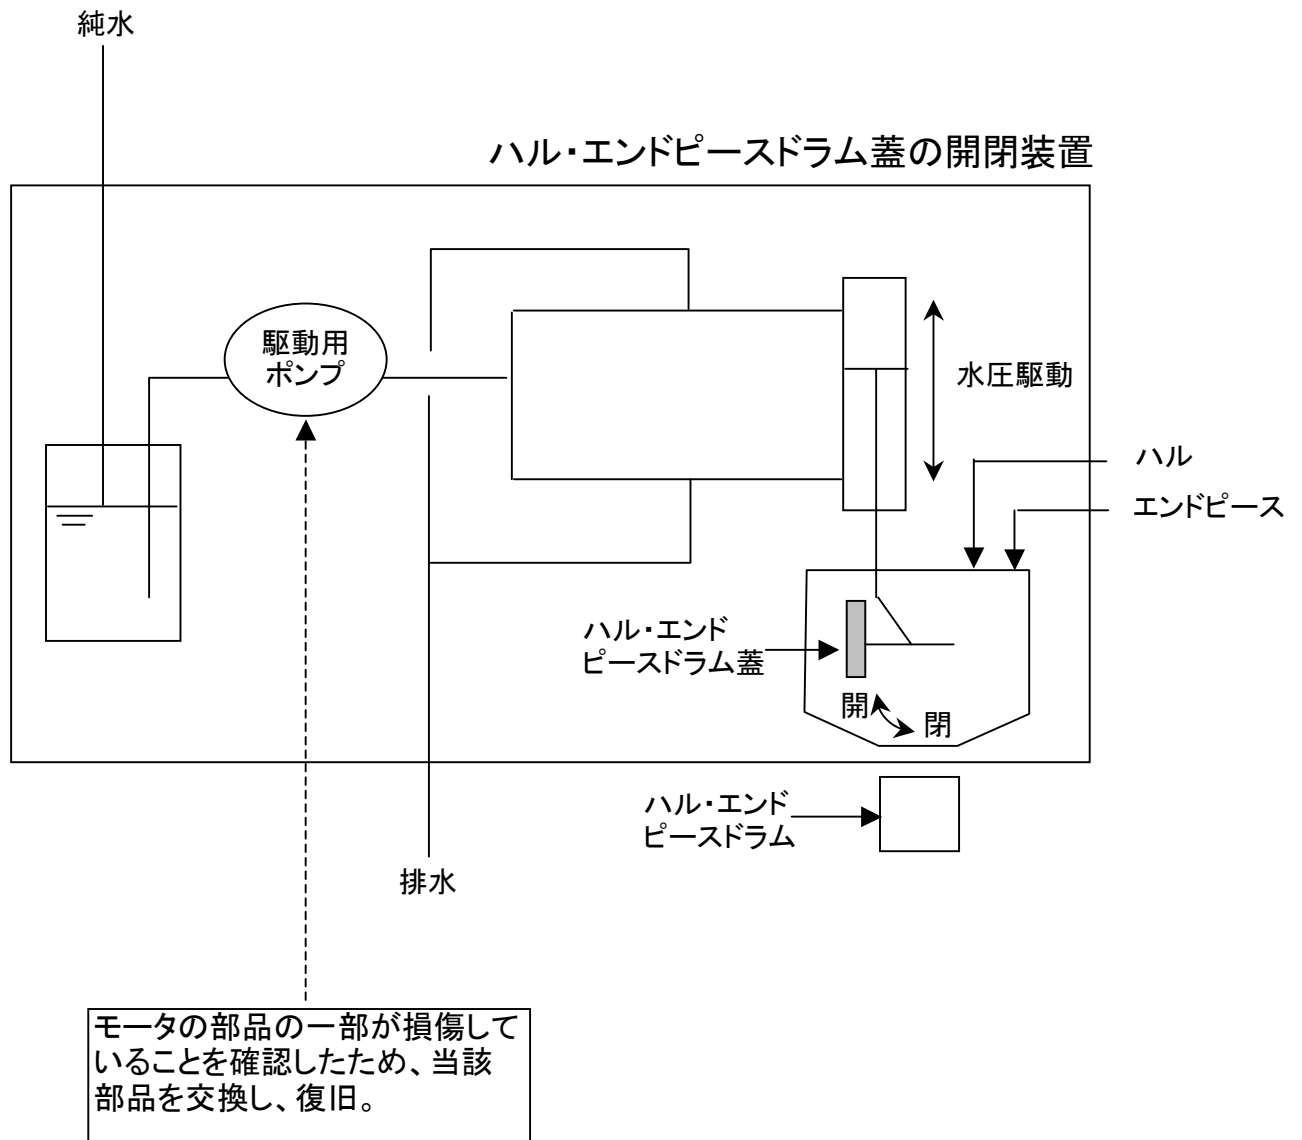 純水
ハル・エンドピースドラム蓋の開閉装置
駆動用
ポンプ
水圧駆動
ハル
エンドピース
ハル・エンド
ピースドラム蓋
開
閉
ハル・エンド
ピースドラム
排水
モータの部品の一部が損傷して
いることを確認したため、当該
部品を交換し、復旧。